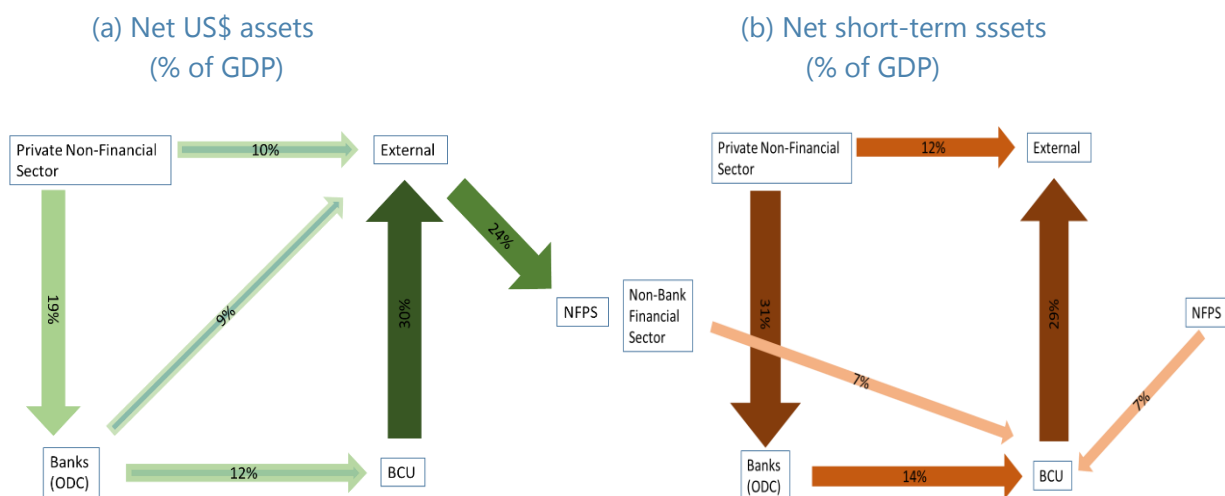 (a) Net US$ assets
(% of GDP)
Private Non-Financial
Sector
10%
External
19%
9%
30%
24%
NFPS
Banks
(ODC)
12%
BCU
(b) Net short-term sssets
(% of GDP)
Private Non-Financial
Sector
12%
External
Non-Bank
Financial
Sector
31%
7%
29%
NFPS
7%
Banks
(ODC)
14%
BCU